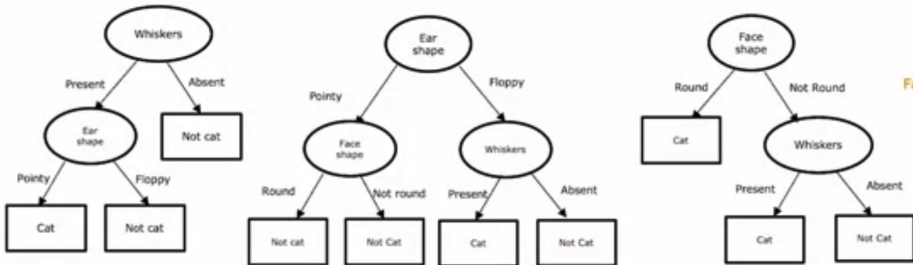 Whiskers
Present
Absent
Ear
shape
Not cat
Pointy
Floppy
Cat
Not cat
Ear
shape
Pointy
Floppy
Face
shape
Whiskers
Round
Not round
Present
Absent
Not cat
Not Cat
Cat
Not Cat
Face
shape
Round
Not Round
Cat
Whiskers
Present
Absent
Cat
Not Cat